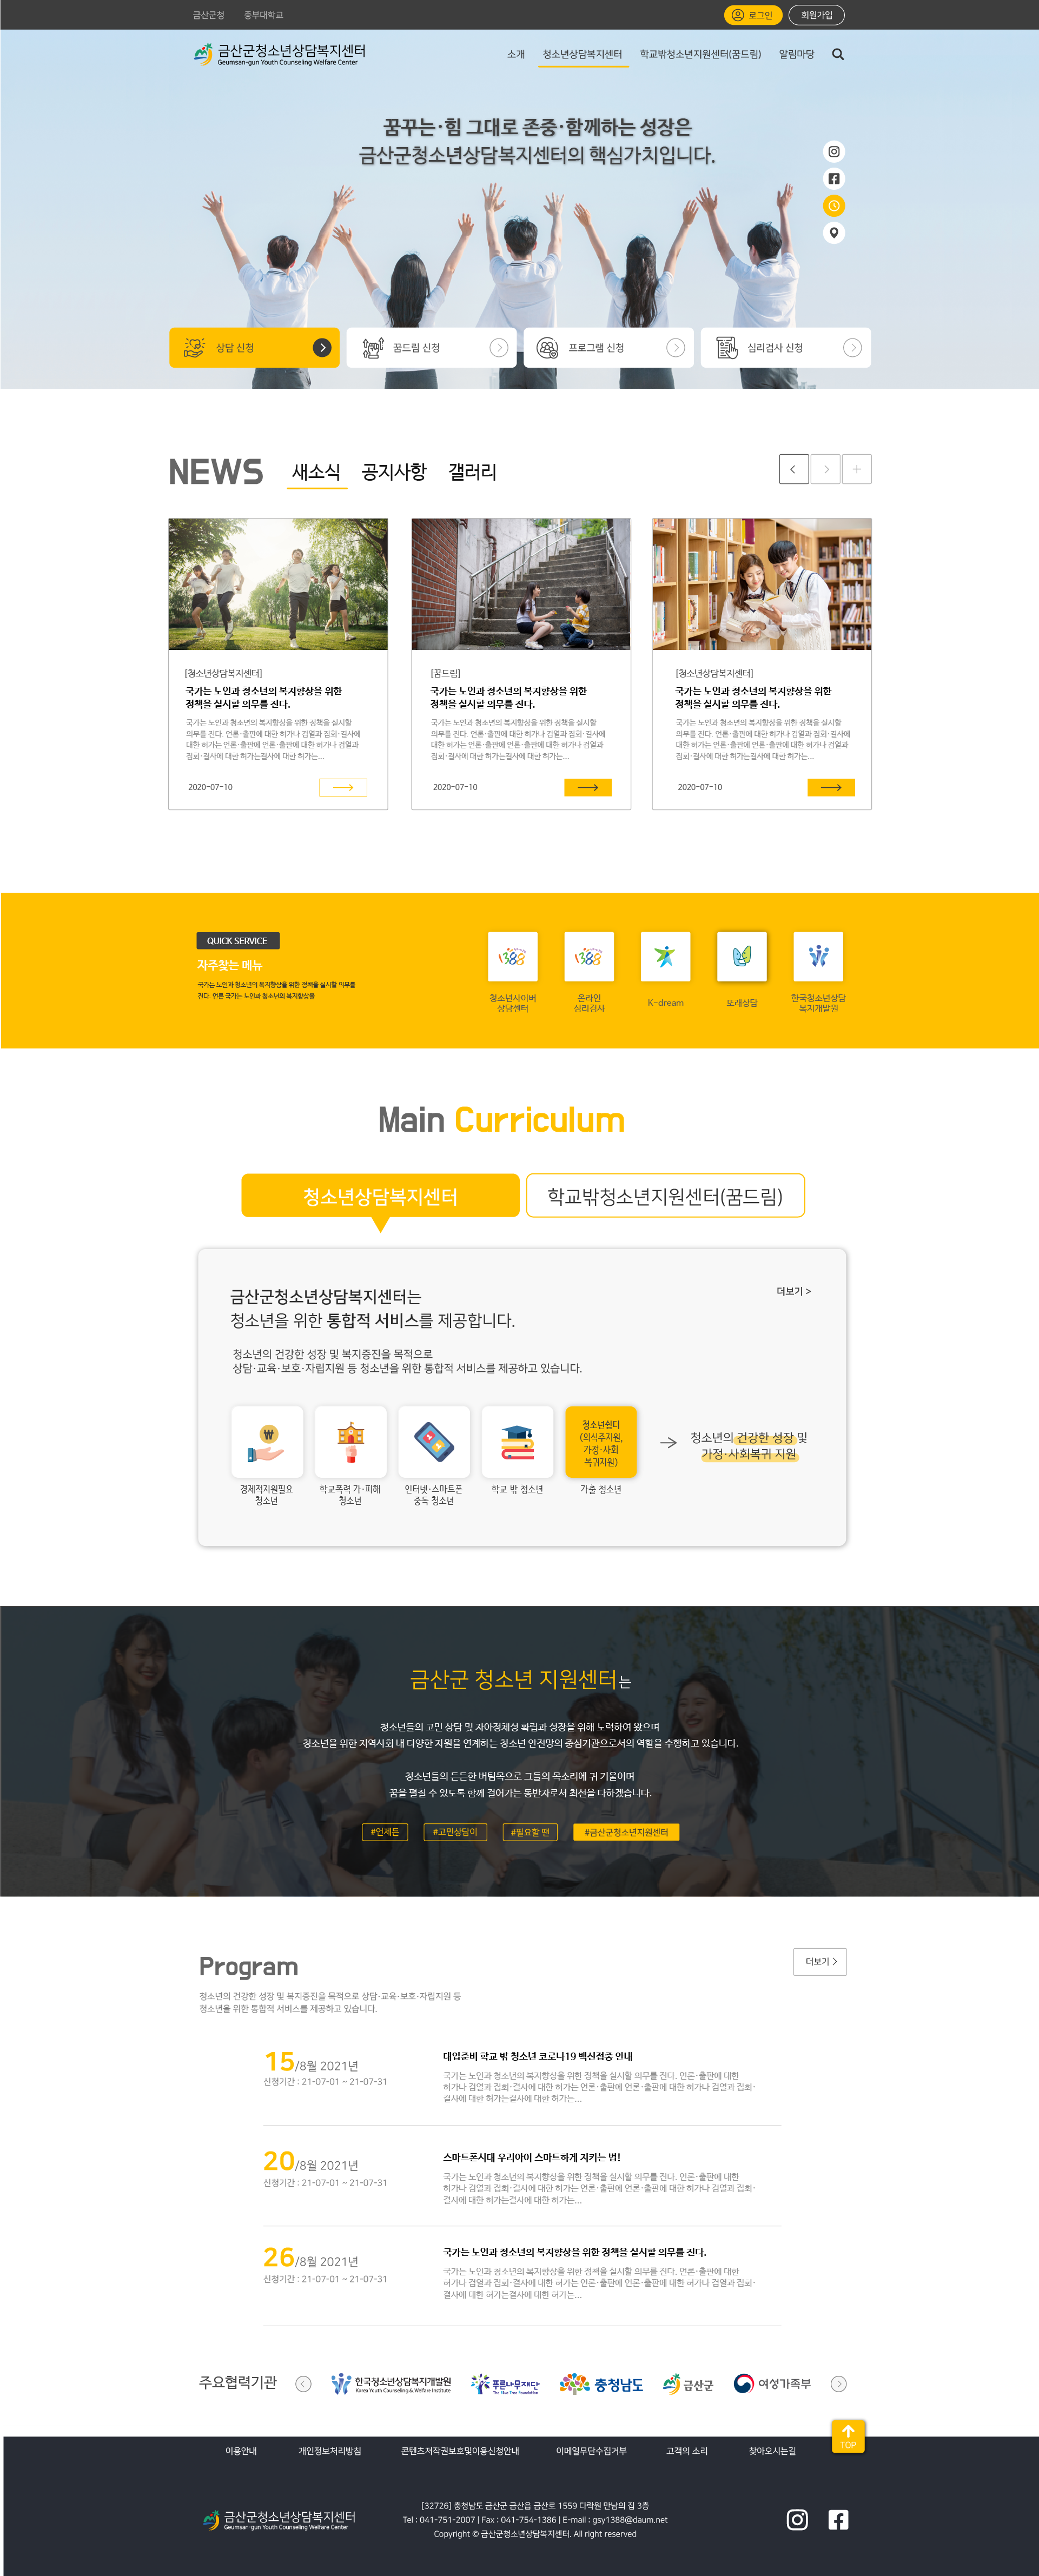 금산군청 중부대학교 로그인 회원가입
금산군청소년상담복지센터
Geumsan-gun Youth Counseling Welfare Center
소개 청소년상담복지센터 학교밖청소년지원센터(꿈드림) 알림마당
꿈꾸는·힘 그대로 존중·함께하는 성장은
금산군청소년상담복지센터의 핵심가치입니다.
상담 신청 꿈드림 신청 프로그램 신청 심리검사 신청
NEWS 새소식 공지사항 갤러리
[청소년상담복지센터]
국가는 노인과 청소년의 복지향상을 위한
정책을 실시할 의무를 진다.
국가는 노인과 청소년의 복지향상을 위한 정책을 실시할
의무를 진다. 언론·출판에 대한 허가나 검열과 집회·결사에
대한 허가는 언론·출판에 언론·출판에 대한 허가나 검열과
집회·결사에 대한 허가는결사에 대한 허가는...
2020-07-10
[꿈드림]
국가는 노인과 청소년의 복지향상을 위한
정책을 실시할 의무를 진다.
국가는 노인과 청소년의 복지향상을 위한 정책을 실시할
의무를 진다. 언론·출판에 대한 허가나 검열과 집회·결사에
대한 허가는 언론·출판에 언론·출판에 대한 허가나 검열과
집회·결사에 대한 허가는결사에 대한 허가는...
2020-07-10
[청소년상담복지센터]
국가는 노인과 청소년의 복지향상을 위한
정책을 실시할 의무를 진다.
국가는 노인과 청소년의 복지향상을 위한 정책을 실시할
의무를 진다. 언론·출판에 대한 허가나 검열과 집회·결사에
대한 허가는 언론·출판에 언론·출판에 대한 허가나 검열과
집회·결사에 대한 허가는결사에 대한 허가는...
2020-07-10
QUICK SERVICE
자주찾는 메뉴
국가는 노인과 청소년의 복지향상을 위한 정책을 실시할 의무를
진다. 언론 국가는 노인과 청소년의 복지향상을
1388
청소년사이버
상담센터
1388
온라인
심리검사
K-dream
또래상담
한국청소년상담
복지개발원
Main Curriculum
청소년상담복지센터 학교밖청소년지원센터(꿈드림)
금산군청소년상담복지센터는
더보기 >
청소년을 위한 통합적 서비스를 제공합니다.
청소년의 건강한 성장 및 복지증진을 목적으로
상담·교육·보호·자립지원 등 청소년을 위한 통합적 서비스를 제공하고 있습니다.
경제적지원필요
청소년
학교폭력 가·피해
청소년
인터넷·스마트폰
중독 청소년
학교 밖 청소년
청소년쉼터
(의식주지원,
가정·사회
복귀지원)
가출 청소년
청소년의 건강한 성장 및
가정·사회복귀 지원
금산군 청소년 지원센터는
청소년들의 고민 상담 및 자아정체성 확립과 성장을 위해 노력하여 왔으며
청소년을 위한 지역사회 내 다양한 자원을 연계하는 청소년 안전망의 중심기관으로서의 역할을 수행하고 있습니다.
청소년들의 든든한 버팀목으로 그들의 목소리에 귀 기울이며
꿈을 펼칠 수 있도록 함께 걸어가는 동반자로서 최선을 다하겠습니다.
#언제든 #고민상담이 #필요할 땐 #금산군청소년지원센터
Program
더보기 >
청소년의 건강한 성장 및 복지증진을 목적으로 상담·교육·보호·자립지원 등
청소년을 위한 통합적 서비스를 제공하고 있습니다.
15/8월 2021년
신청기간 : 21-07-01 ~ 21-07-31
대입준비 학교 밖 청소년 코로나19 백신접종 안내
국가는 노인과 청소년의 복지향상을 위한 정책을 실시할 의무를 진다. 언론·출판에 대한
허가나 검열과 집회·결사에 대한 허가는 언론·출판에 언론·출판에 대한 허가나 검열과 집회·
결사에 대한 허가는결사에 대한 허가는...
20/8월 2021년
신청기간 : 21-07-01 ~ 21-07-31
스마트폰시대 우리아이 스마트하게 지키는 법!
국가는 노인과 청소년의 복지향상을 위한 정책을 실시할 의무를 진다. 언론·출판에 대한
허가나 검열과 집회·결사에 대한 허가는 언론·출판에 언론·출판에 대한 허가나 검열과 집회·
결사에 대한 허가는결사에 대한 허가는...
26/8월 2021년
신청기간 : 21-07-01 ~ 21-07-31
국가는 노인과 청소년의 복지향상을 위한 정책을 실시할 의무를 진다.
국가는 노인과 청소년의 복지향상을 위한 정책을 실시할 의무를 진다. 언론·출판에 대한
허가나 검열과 집회·결사에 대한 허가는 언론·출판에 언론·출판에 대한 허가나 검열과 집회·
결사에 대한 허가는결사에 대한 허가는...
주요협력기관
한국청소년상담복지개발원
Korea Youth Counseling & Welfare Institute
푸른나무재단
The Blue Tree Foundation
충청남도
금산군
여성가족부
TOP
이용안내 개인정보처리방침 콘텐츠저작권보호및이용신청안내 이메일무단수집거부 고객의 소리 찾아오시는길
금산군청소년상담복지센터
Geumsan-gun Youth Counseling Welfare Center
[32726] 충청남도 금산군 금산읍 금산로 1559 다락원 만남의 집 3층
Tel : 041-751-2007 | Fax : 041-754-1386 | E-mail : gsy1388@daum.net
Copyright © 금산군청소년상담복지센터. All right reserved